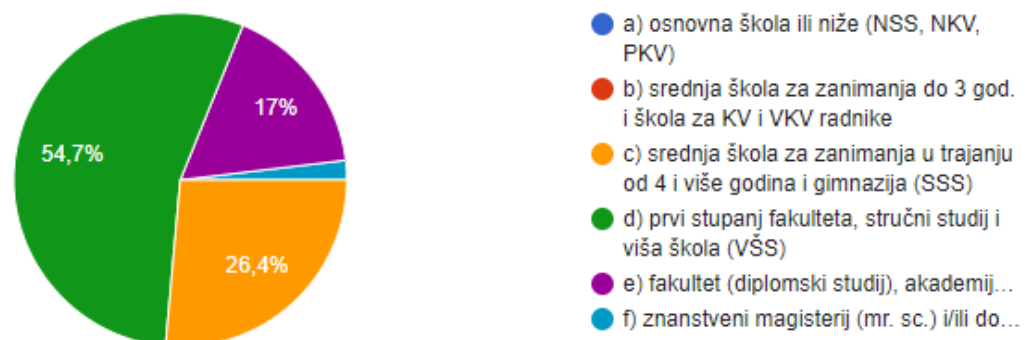 54,7%
17%
26,4%
a) osnovna škola ili niže (NSS, NKV,
PKV)
b) srednja škola za zanimanja do 3 god.
i škola za KV i VKV radnike
c) srednja škola za zanimanja u trajanju
od 4 i više godina i gimnazija (SSS)
d) prvi stupanj fakulteta, stručni studij i
viša škola (VŠS)
e) fakultet (diplomski studij), akademij…
f) znanstveni magisterij (mr. sc.) i/ili do…